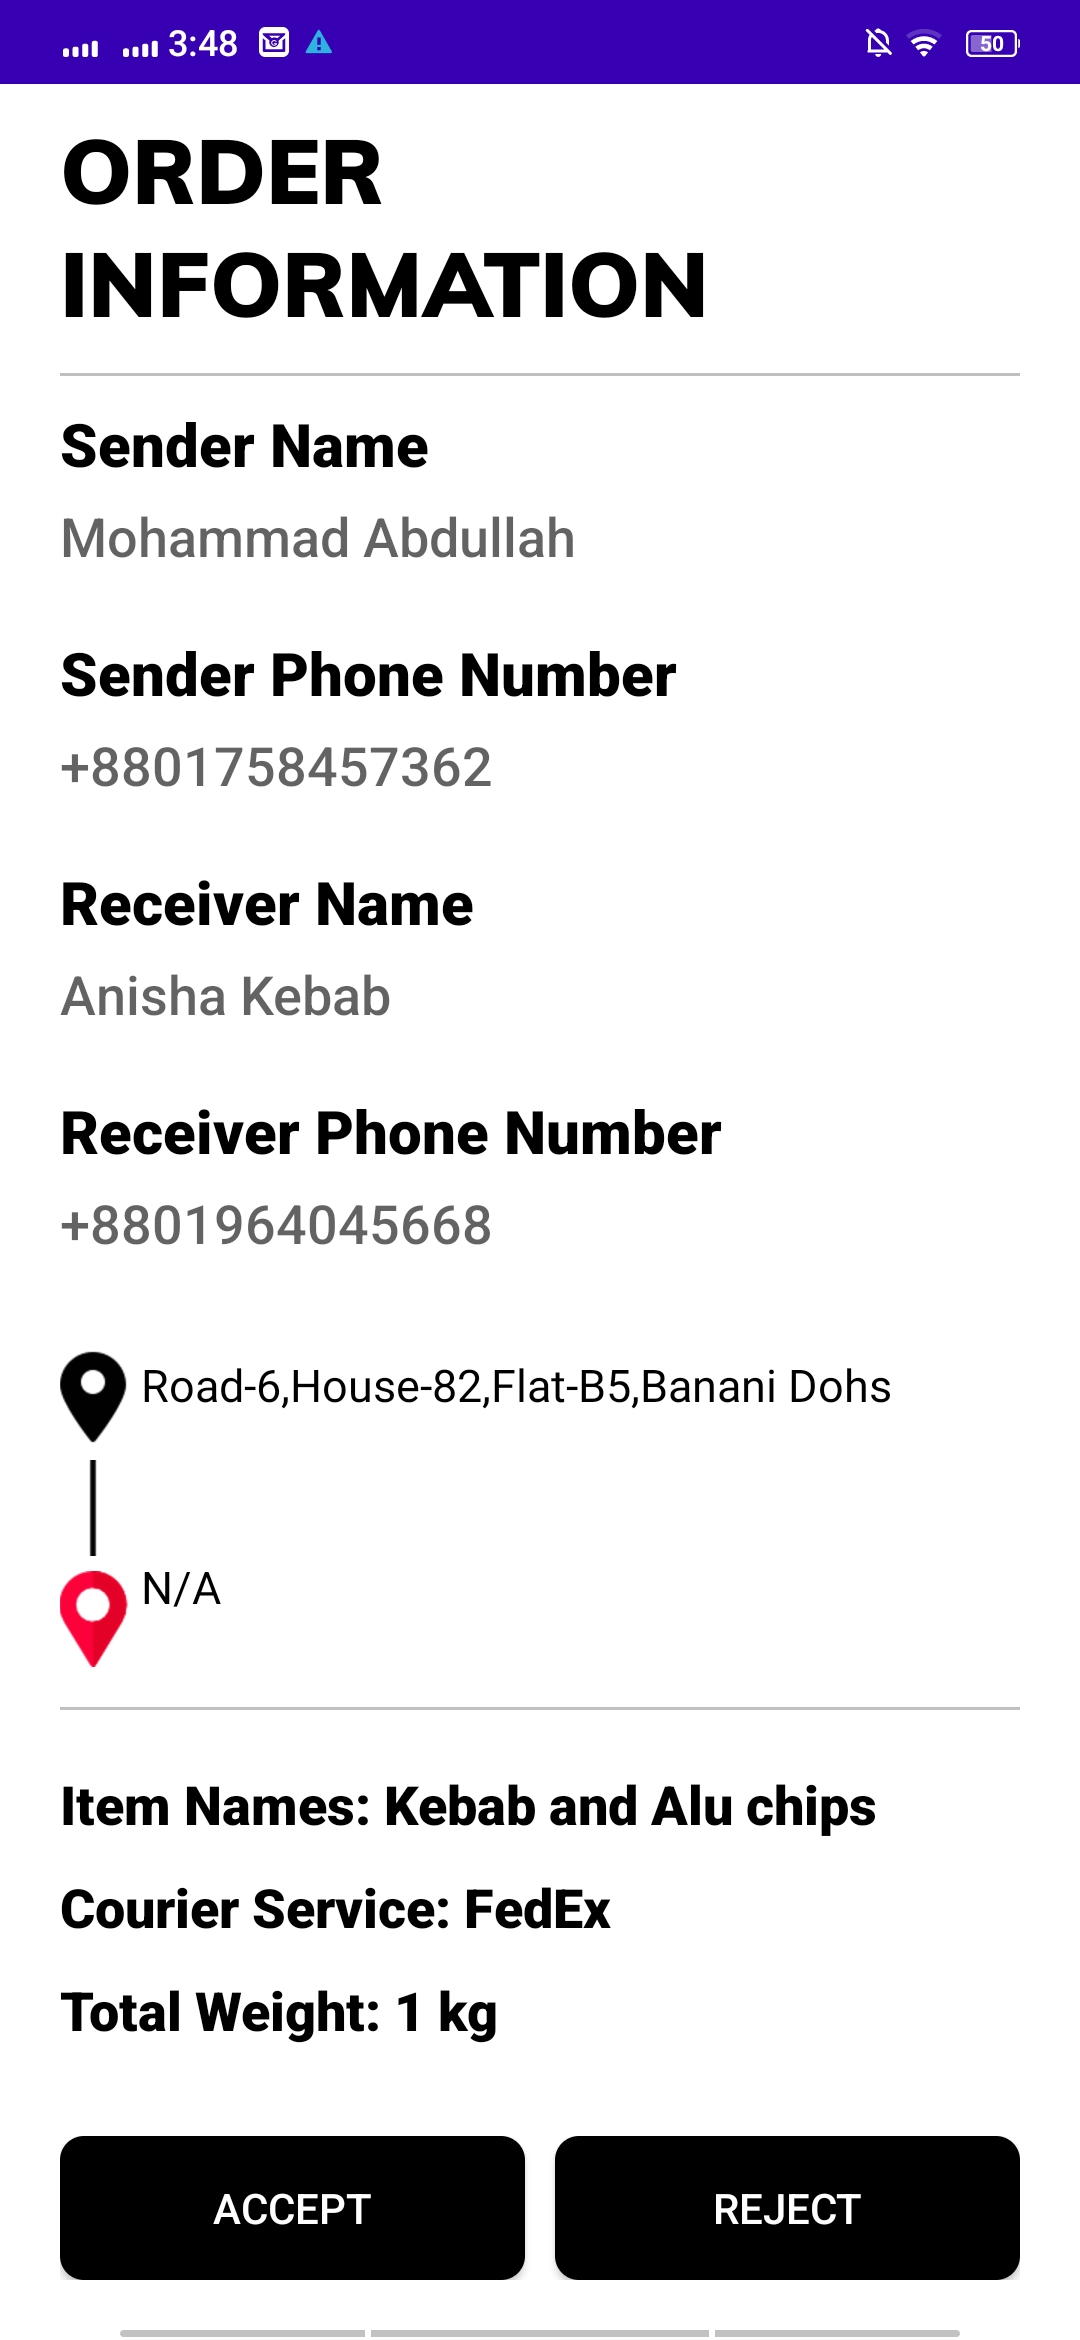 3:48
50
ORDER
INFORMATION
Sender Name
Mohammad Abdullah
Sender Phone Number
+8801758457362
Receiver Name
Anisha Kebab
Receiver Phone Number
+8801964045668
Road-6,House-82,Flat-B5,Banani Dohs
N/A
Item Names: Kebab and Alu chips
Courier Service: FedEx
Total Weight: 1 kg
ACCEPT
REJECT